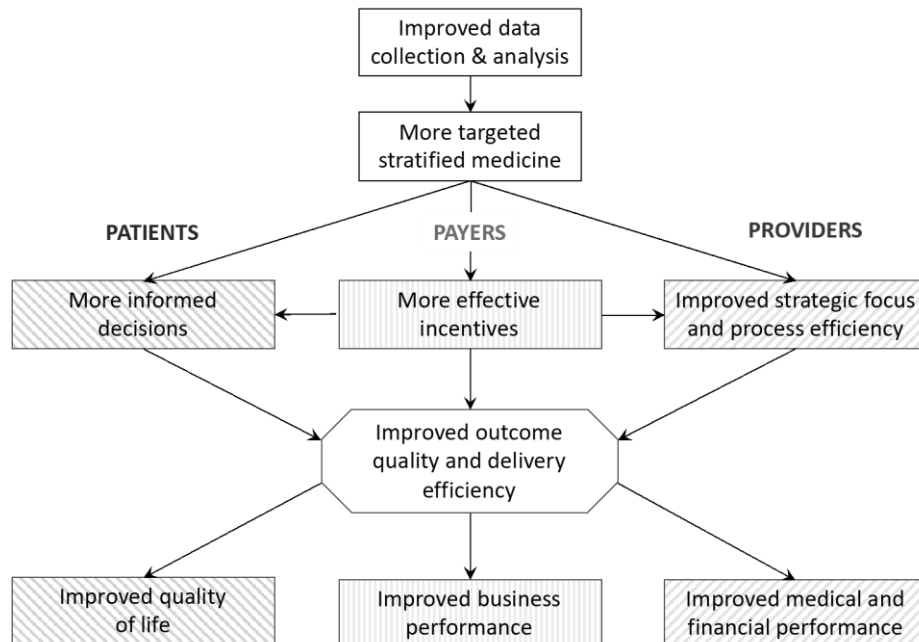 Improved data
collection & analysis
More targeted
stratified medicine
PATIENTS
PAYERS
PROVIDERS
More informed
decisions
More effective
incentives
Improved strategic focus
and process efficiency
Improved outcome
quality and delivery
efficiency
Improved quality
of life
Improved business
performance
Improved medical and
financial performance